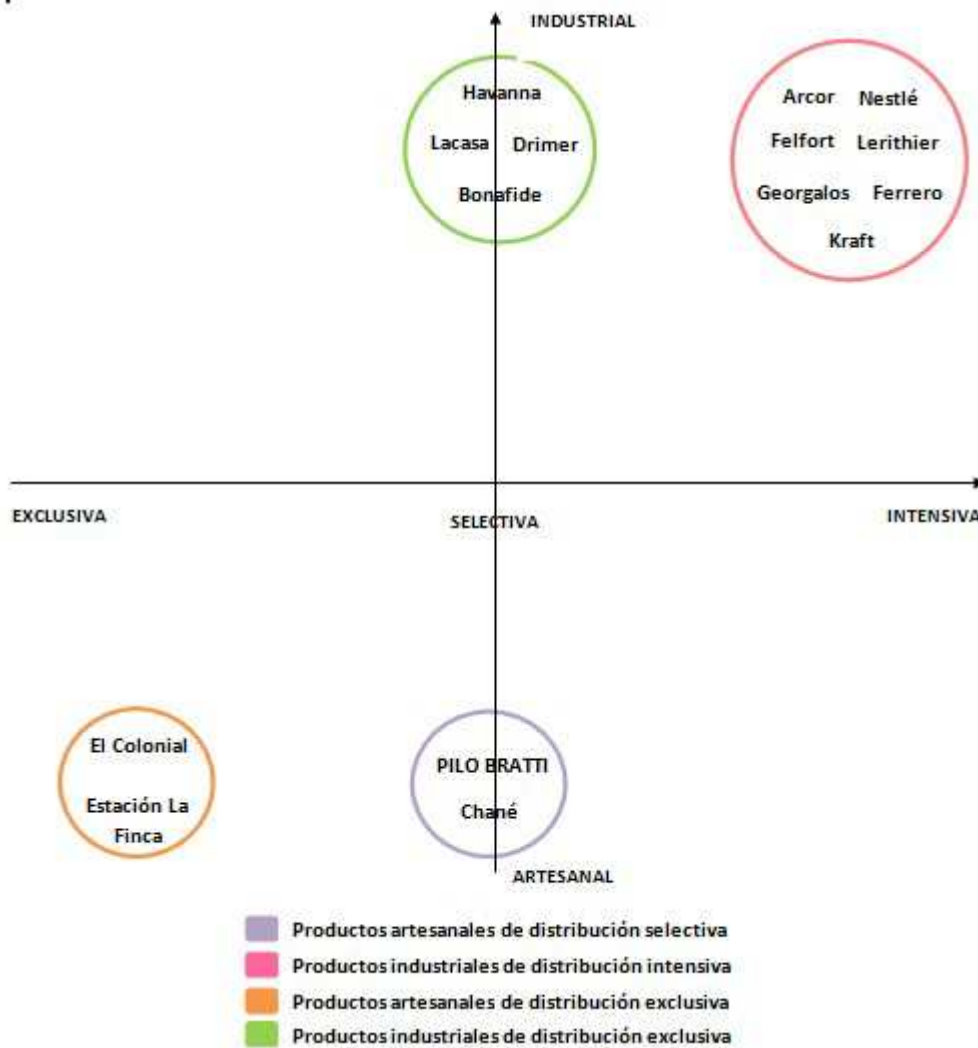 INDUSTRIAL
Havanna
Lacasa Drimer
Bonafide
Arcor Nestlé
Felfort Lerithier
Georgalos Ferrero
Kraft
EXCLUSIVA
SELECTIVA
INTENSIVA
El Colonial
Estación La
Finca
PILO BRATTI
Chané
ARTESANAL
Productos artesanales de distribución selectiva
Productos industriales de distribución intensiva
Productos artesanales de distribución exclusiva
Productos industriales de distribución exclusiva